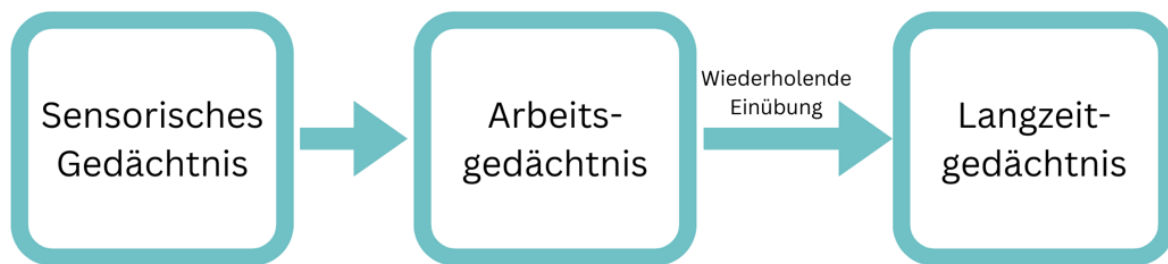 Sensorisches
Gedächtnis
Arbeits-
gedächtnis
Wiederholende
Einübung
Langzeit-
gedächtnis